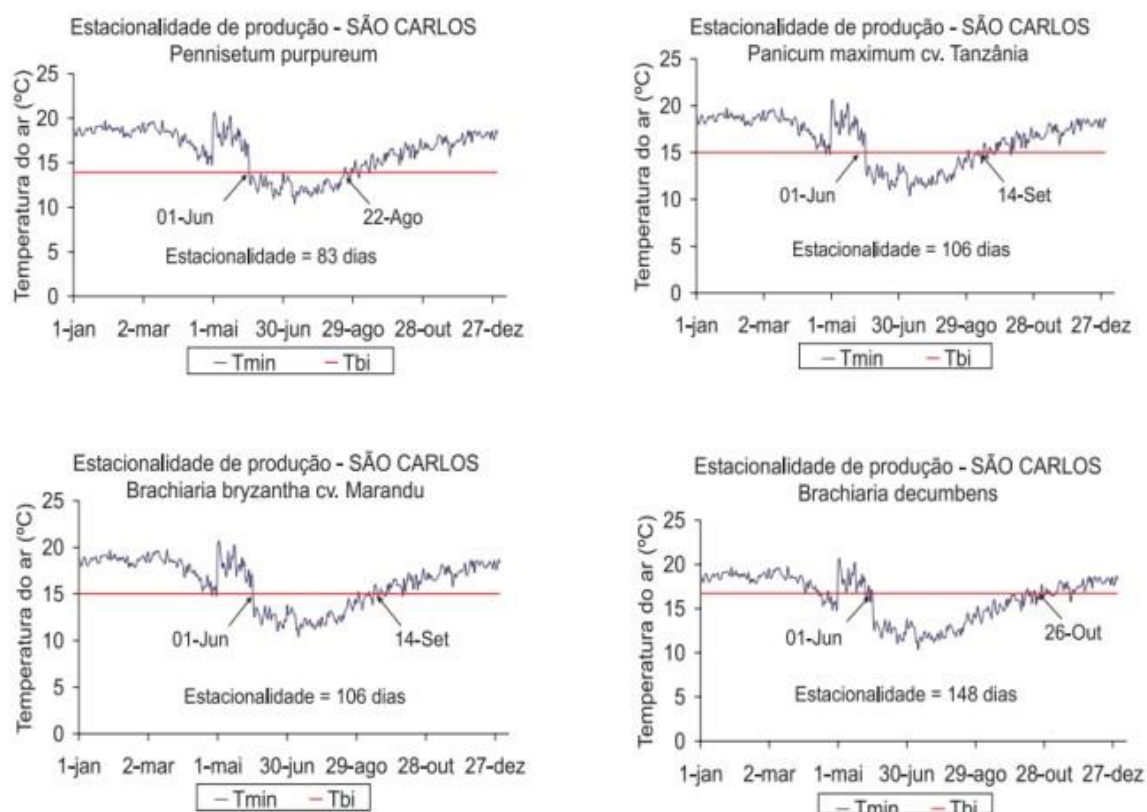 Estacionalidade de produção - SÃO CARLOS
Pennisetum purpureum
Temperatura do ar (ºC)
25
20
15
10
5
0
01-Jun
22-Ago
Estacionalidade = 83 dias
1-jan 2-mar 1-mai 30-jun 29-ago 28-out 27-dez
Tmin Tbi
Estacionalidade de produção - SÃO CARLOS
Panicum maximum cv. Tanzânia
Temperatura do ar (ºC)
25
20
15
10
5
0
01-Jun
14-Set
Estacionalidade = 106 dias
1-jan 2-mar 1-mai 30-jun 29-ago 28-out 27-dez
Tmin Tbi
Estacionalidade de produção - SÃO CARLOS
Brachiaria bryzantha cv. Marandu
Temperatura do ar (ºC)
25
20
15
10
5
0
01-Jun
14-Set
Estacionalidade = 106 dias
1-jan 2-mar 1-mai 30-jun 29-ago 28-out 27-dez
Tmin Tbi
Estacionalidade de produção - SÃO CARLOS
Brachiaria decumbens
Temperatura do ar (ºC)
25
20
15
10
5
0
01-Jun
26-Out
Estacionalidade = 148 dias
1-jan 2-mar 1-mai 30-jun 29-ago 28-out 27-dez
Tmin Tbi